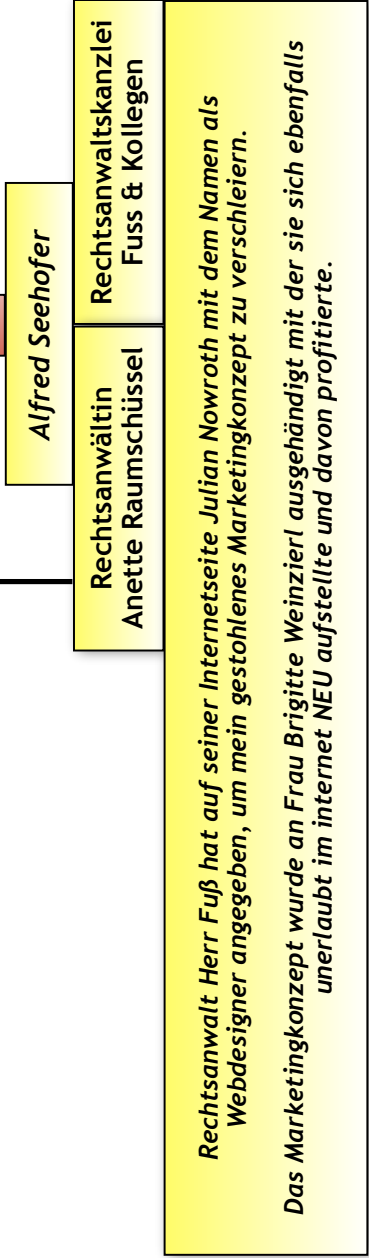 Alfred Seehofer
Rechtsanwältin
Anette Raumschüssel
Rechtsanwaltskanzlei
Fuss & Kollegen
Rechtsanwalt Herr Fuß hat auf seiner Internetseite Julian Nowroth mit dem Namen als
Webdesigner angegeben, um mein gestohlenes Marketingkonzept zu verschleiern.
Das Marketingkonzept wurde an Frau Brigitte Weinzierl ausgehändigt mit der sie sich ebenfalls
unerlaubt im internet NEU aufstellte und davon profitierte.